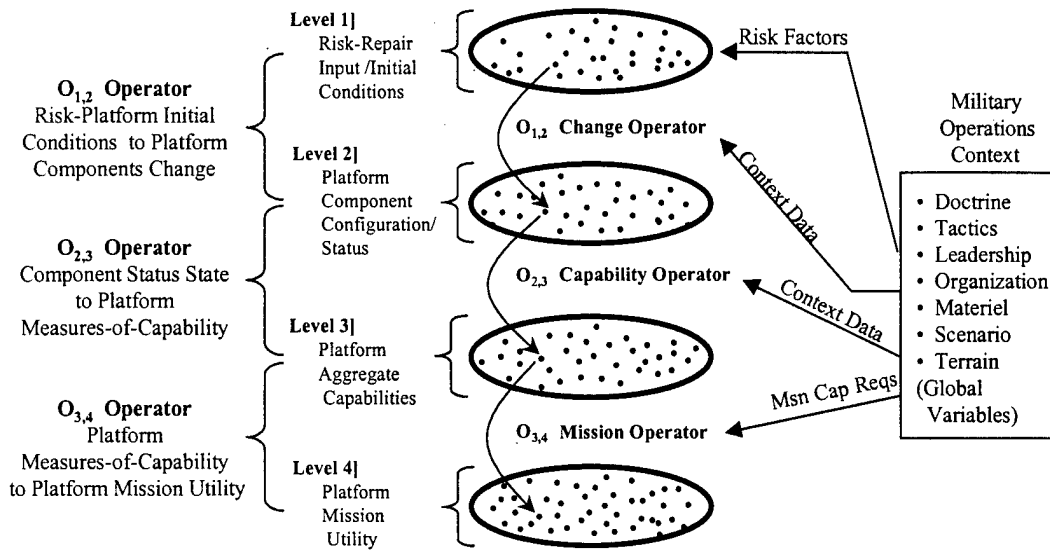 O1,2 Operator
Risk-Platform Initial
Conditions to Platform
Components Change
O2,3 Operator
Component Status State
to Platform
Measures-of-Capability
O3,4 Operator
Platform
Measures-of-Capability
to Platform Mission Utility
Level 1]
Risk-Repair
Input /Initial
Conditions
Level 2]
Platform
Component
Configuration/
Status
Level 3]
Platform
Aggregate
Capabilities
Level 4]
Platform
Mission
Utility
O1,2 Change Operator
O2,3 Capability Operator
O3,4 Mission Operator
Risk Factors
Context Data
Context Data
Msn Cap Reqs
Military
Operations
Context
• Doctrine
• Tactics
• Leadership
• Organization
• Materiel
• Scenario
• Terrain
(Global
Variables)